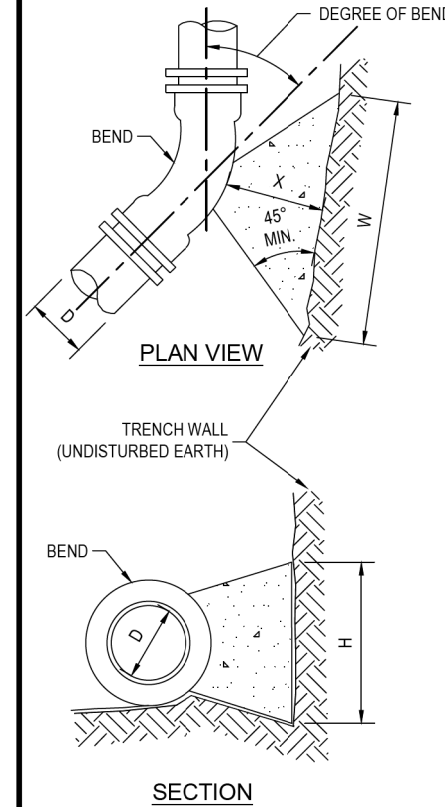 DEGREE OF BEND
BEND
X
45°
MIN.
W
D
PLAN VIEW
TRENCH WALL
(UNDISTURBED EARTH)
BEND
D
H
SECTION